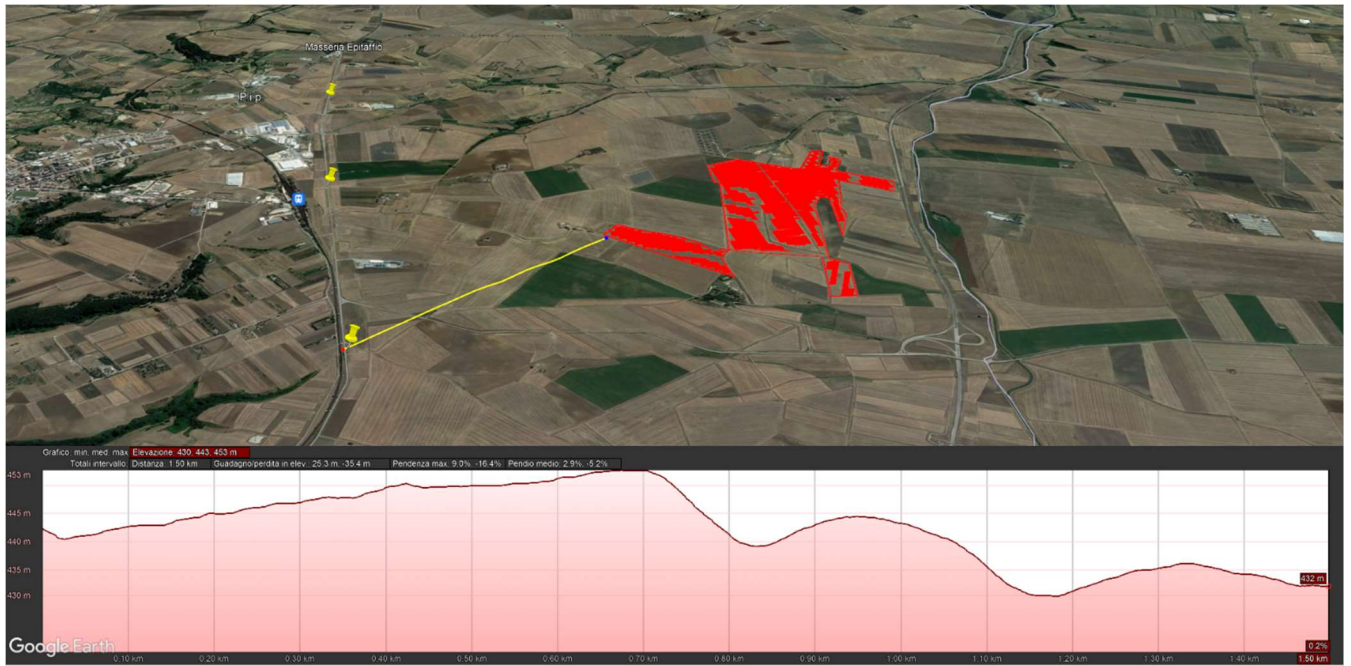 Masseria Epitaffio
P.i.p.
Grafico: min, med, max Elevazione: 430, 443, 453 m
Totali intervallo: Distanza: 1.50 km Guadagno/perdita in elev.: 25.3 m, -35.4 m Pendenza max: 9.0%, -16.4% Pendio medio: 2.9%, -5.2%
453 m
445 m
440 m
435 m
430 m
432 m
Google Earth
0.2%
0.10 km 0.20 km 0.30 km 0.40 km 0.50 km 0.60 km 0.70 km 0.80 km 0.90 km 1.00 km 1.10 km 1.20 km 1.30 km 1.40 km 1.50 km